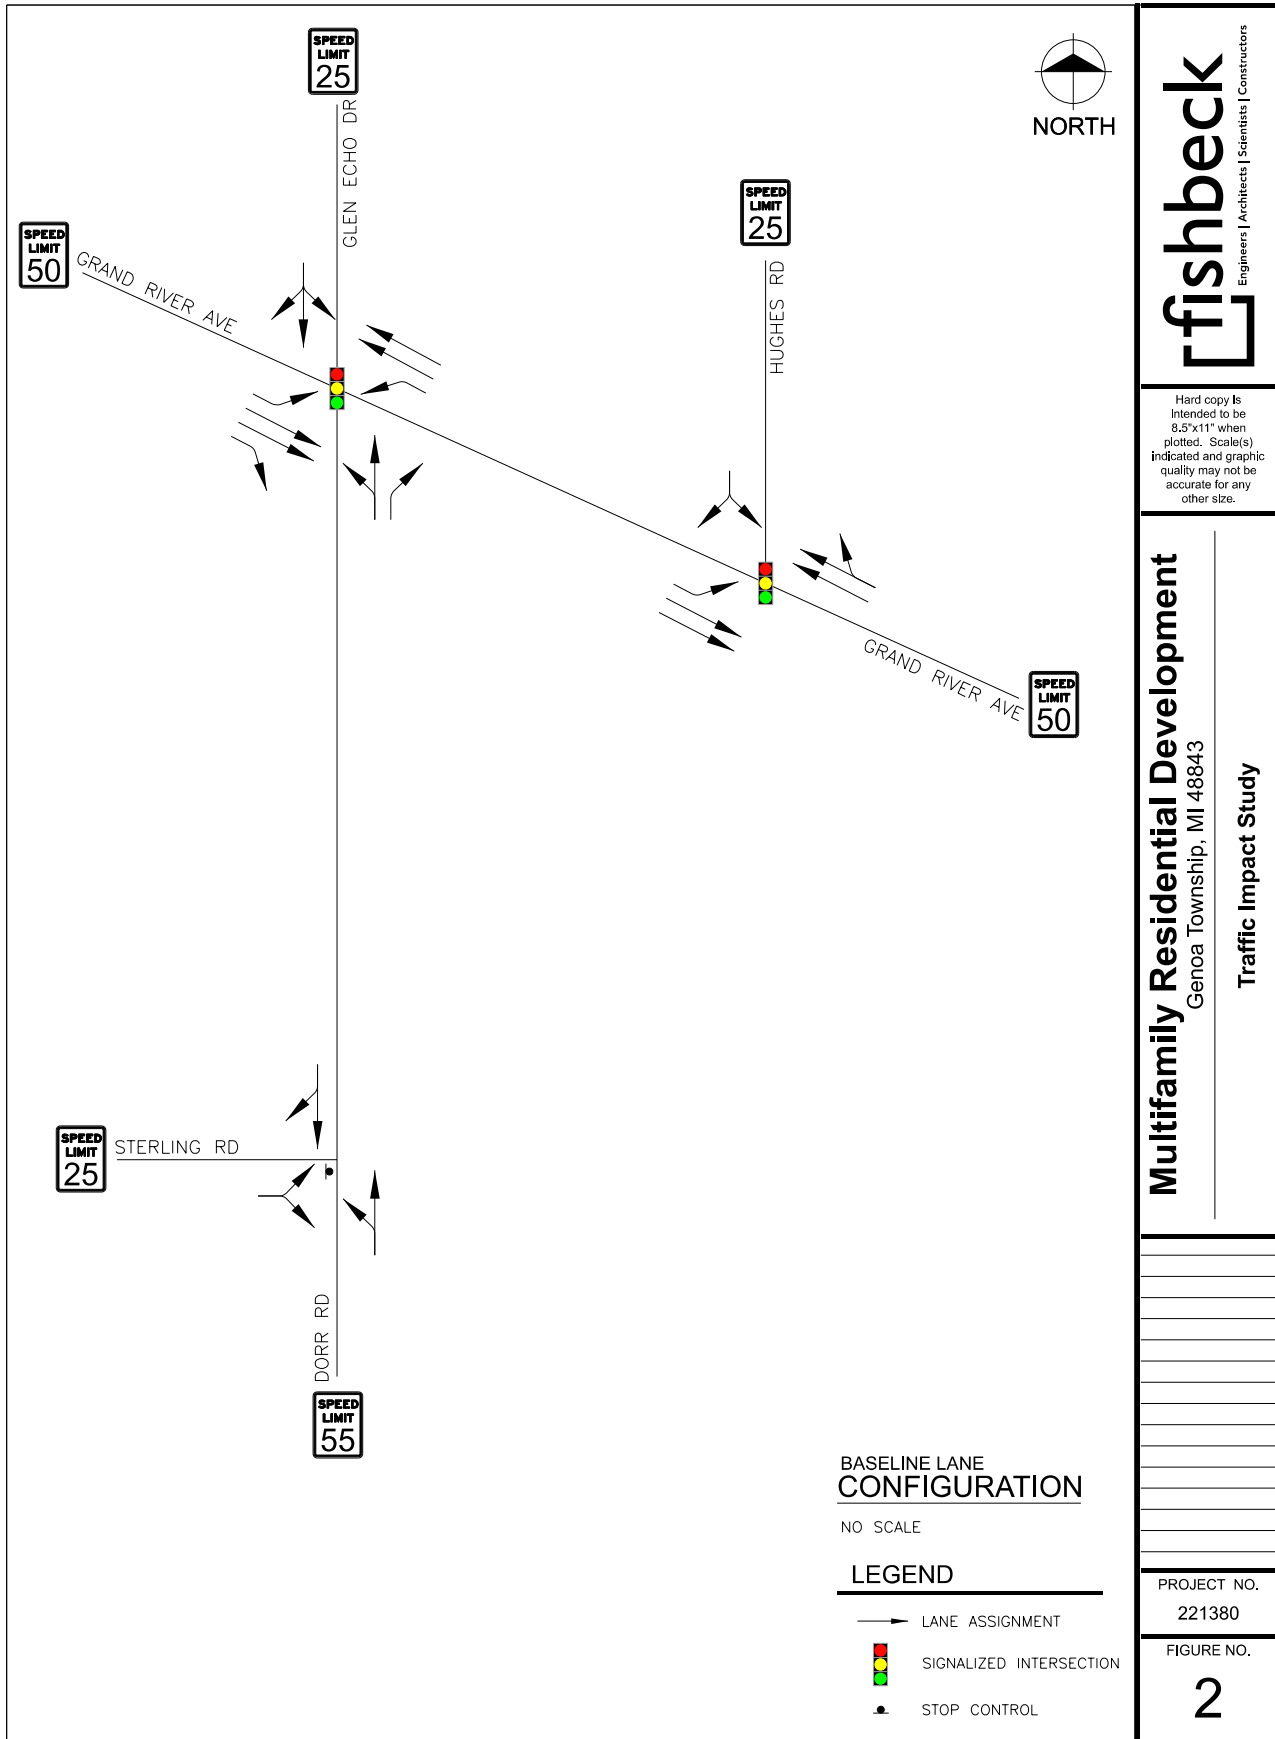 SPEED
LIMIT
25
GLEN ECHO DR
NORTH
SPEED
LIMIT
50
GRAND RIVER AVE
SPEED
LIMIT
25
HUGHES RD
GRAND RIVER AVE
SPEED
LIMIT
50
SPEED
LIMIT
25
STERLING RD
DORR RD
SPEED
LIMIT
55
BASELINE LANE
CONFIGURATION
NO SCALE
LEGEND
LANE ASSIGNMENT
SIGNALIZED INTERSECTION
STOP CONTROL
fishbeck
Engineers | Architects | Scientists | Constructors
Hard copy is
intended to be
8.5"x11" when
plotted. Scale(s)
indicated and graphic
quality may not be
accurate for any
other size.
Multifamily Residential Development
Genoa Township, MI 48843
Traffic Impact Study
PROJECT NO.
221380
FIGURE NO.
2